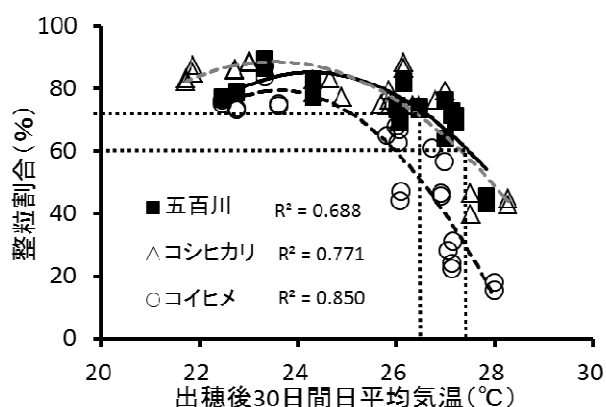 整粒割合(%)
100
80
60
40
20
0
■ 五百川 R² = 0.688
△ コシヒカリ R² = 0.771
○ コイヒメ R² = 0.850
20 22 24 26 28 30
出穂後30日間日平均気温(℃)